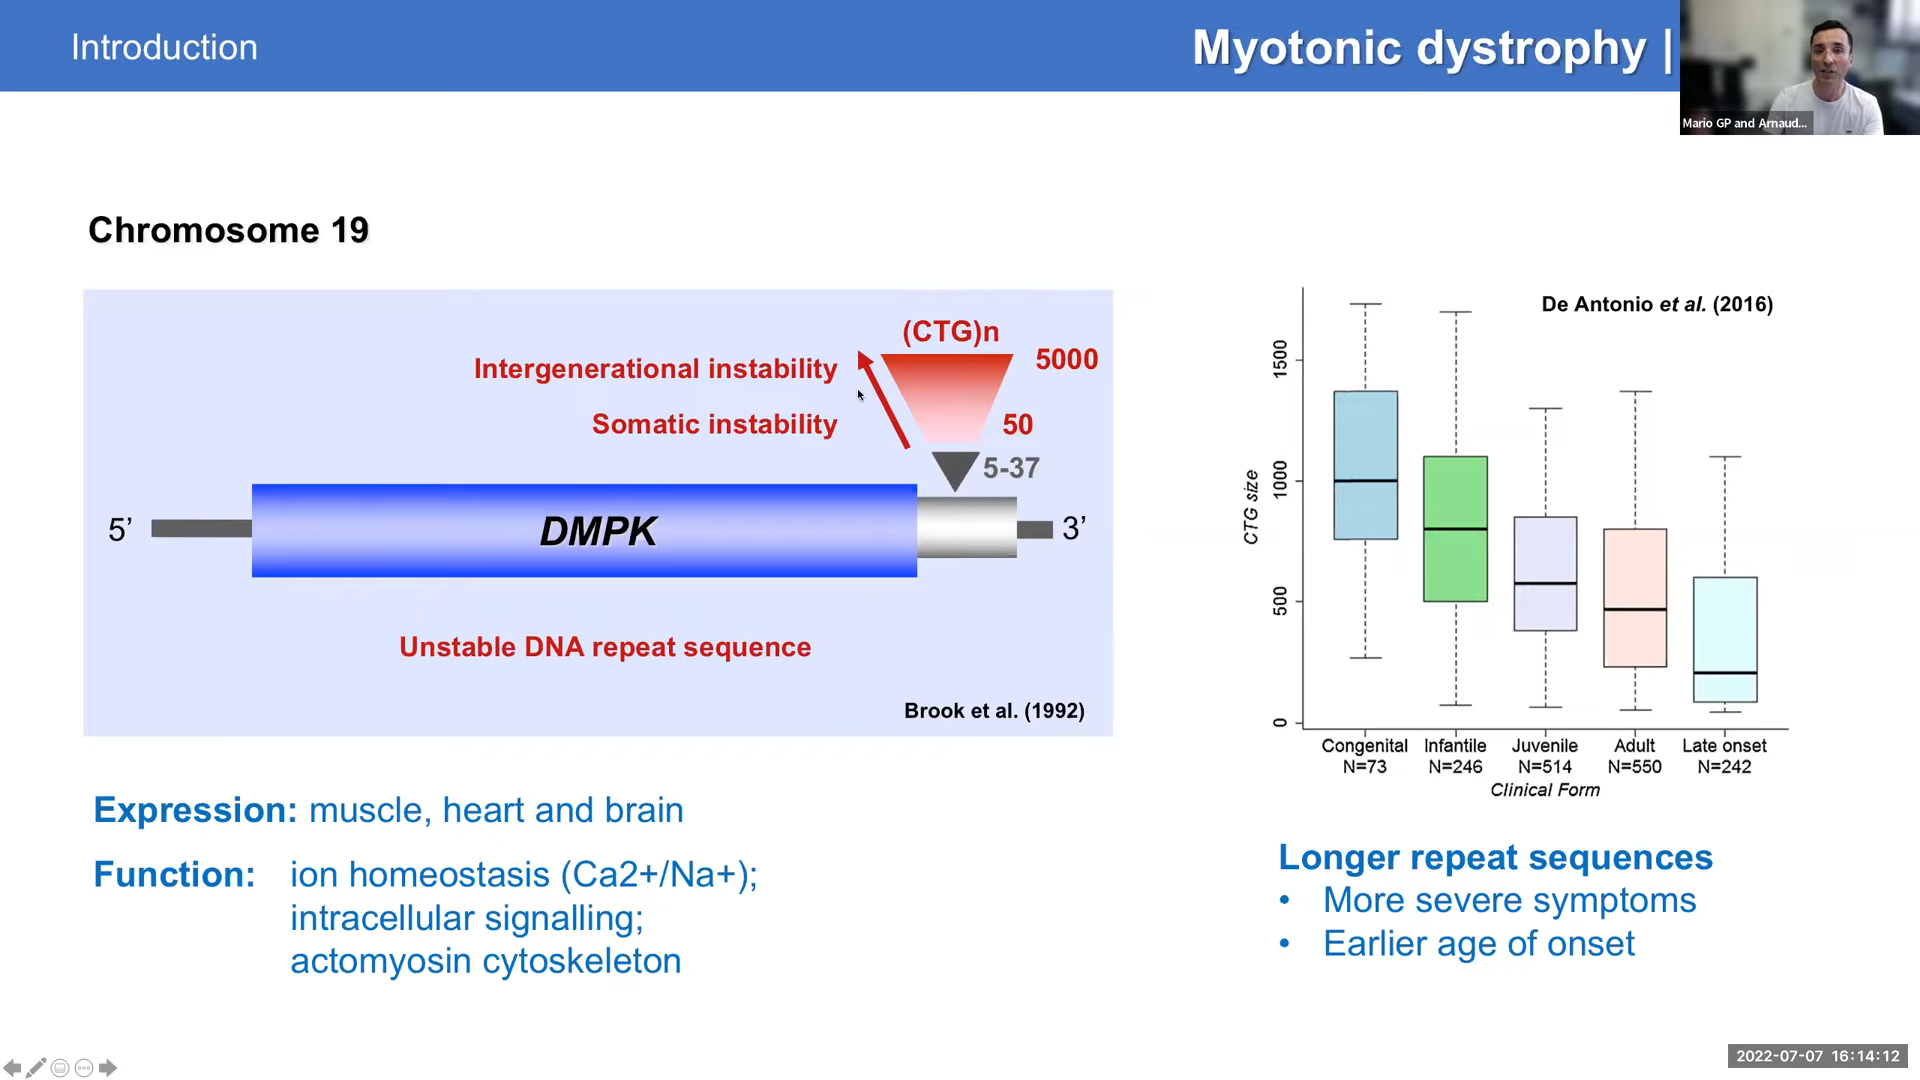 Introduction
Myotonic dystrophy |
Mario GP and Arnaud...
Chromosome 19
(CTG)n
Intergenerational instability
5000
Somatic instability
50
5-37
5’
DMPK
3’
Unstable DNA repeat sequence
Brook et al. (1992)
Expression: muscle, heart and brain
Function: ion homeostasis (Ca2+/Na+);
intracellular signalling;
actomyosin cytoskeleton
De Antonio et al. (2016)
CTG size
1500
1000
500
0
Congenital Infantile Juvenile Adult Late onset
N=73 N=246 N=514 N=550 N=242
Clinical Form
Longer repeat sequences
• More severe symptoms
• Earlier age of onset
2022-07-07 16:14:12